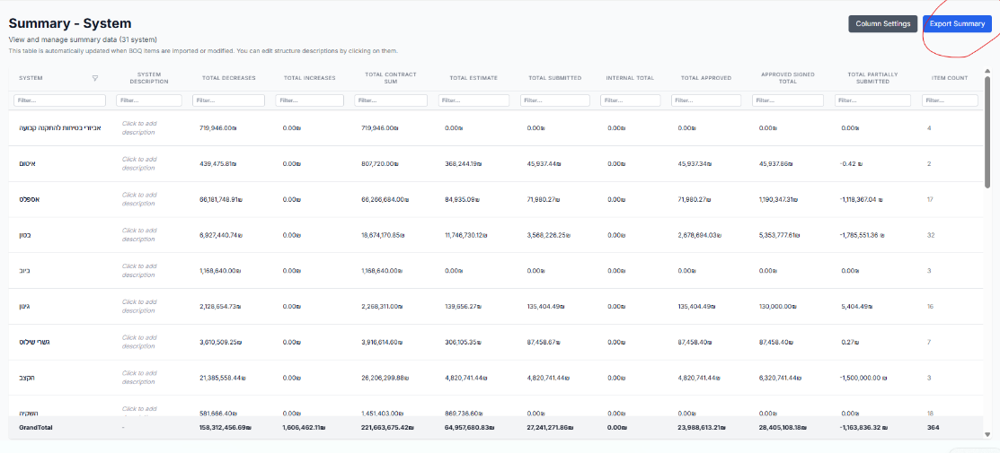 Summary - System
Column Settings
Export Summary
View and manage summary data (31 system)
This table is automatically updated when BOQ items are imported or modified. You can edit structure descriptions by clicking on them.
SYSTEM SYSTEM DESCRIPTION TOTAL DECREASES TOTAL INCREASES TOTAL CONTRACT SUM TOTAL ESTIMATE TOTAL SUBMITTED INTERNAL TOTAL TOTAL APPROVED APPROVED SIGNED TOTAL TOTAL PARTIALLY SUBMITTED ITEM COUNT
Filter... Filter... Filter... Filter... Filter... Filter... Filter... Filter... Filter... Filter... Filter... Filter...
אביזרי בטיחות להתקנה קבועה Click to add description 719,946.00₪ 0.00₪ 719,946.00₪ 0.00₪ 0.00₪ 0.00₪ 0.00₪ 0.00₪ 0.00₪ 4
איטום Click to add description 439,475.81₪ 0.00₪ 807,720.00₪ 368,244.19₪ 45,937.44₪ 0.00₪ 45,937.34₪ 45,937.86₪ -0.42 ₪ 2
אספלט Click to add description 66,181,748.91₪ 0.00₪ 66,266,684.00₪ 84,935.09₪ 71,980.27₪ 0.00₪ 71,980.27₪ 1,190,347.31₪ -1,118,367.04 ₪ 17
בטון Click to add description 6,927,440.74₪ 0.00₪ 18,674,170.85₪ 11,746,730.12₪ 3,568,226.25₪ 0.00₪ 2,678,694.03₪ 5,353,777.61₪ -1,785,551.36 ₪ 32
ביוב Click to add description 1,168,640.00₪ 0.00₪ 1,168,640.00₪ 0.00₪ 0.00₪ 0.00₪ 0.00₪ 0.00₪ 0.00₪ 3
גינון Click to add description 2,128,654.73₪ 0.00₪ 2,268,311.00₪ 139,656.27₪ 135,404.49₪ 0.00₪ 135,404.49₪ 130,000.00₪ 5,404.49₪ 16
גשרי שילוט Click to add description 3,610,509.25₪ 0.00₪ 3,916,614.60₪ 306,105.35₪ 87,458.67₪ 0.00₪ 87,458.40₪ 87,458.40₪ 0.27₪ 7
הקצב Click to add description 21,385,558.44₪ 0.00₪ 26,206,299.88₪ 4,820,741.44₪ 4,820,741.44₪ 0.00₪ 4,820,741.44₪ 6,320,741.44₪ -1,500,000.00 ₪ 3
השקיה Click to add description 581,666.40₪ 0.00₪ 1,451,403.00₪ 869,736.60₪ 0.00₪ 0.00₪ 0.00₪ 0.00₪ 0.00₪ 18
GrandTotal - 158,312,456.69₪ 1,606,462.11₪ 221,663,675.42₪ 64,957,680.83₪ 27,241,271.86₪ 0.00₪ 23,988,613.21₪ 28,405,108.18₪ -1,163,836.32 ₪ 364